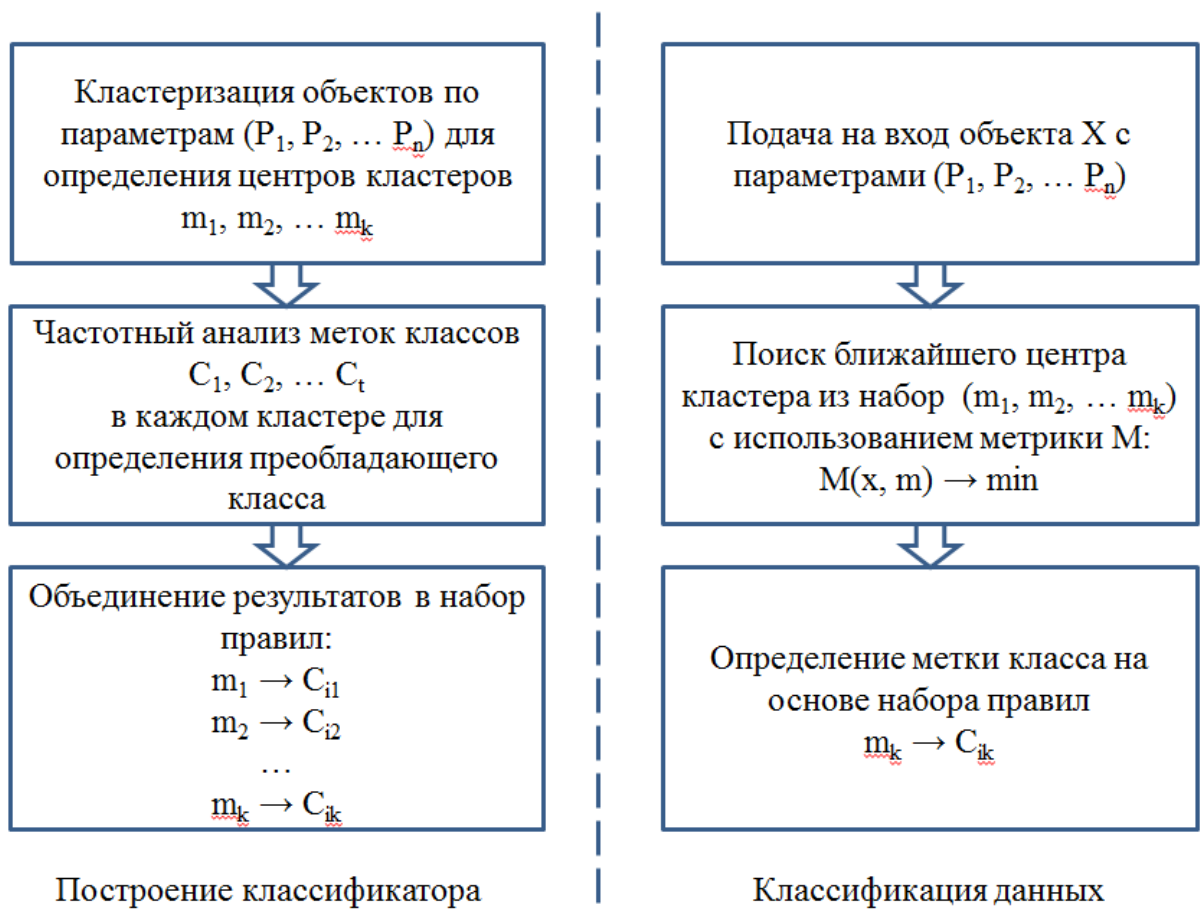 Кластеризация объектов по
параметрам (P₁, P₂, … Pₙ) для
определения центров кластеров
m₁, m₂, … mₖ
Частотный анализ меток классов
C₁, C₂, … Cₜ
в каждом кластере для
определения преобладающего
класса
Объединение результатов в набор
правил:
m₁ → Cᵢ₁
m₂ → Cᵢ₂
…
mₖ → Cᵢₖ
Построение классификатора
Подача на вход объекта X с
параметрами (P₁, P₂, … Pₙ)
Поиск ближайшего центра
кластера из набор (m₁, m₂, … mₖ)
с использованием метрики М:
M(x, m) → min
Определение метки класса на
основе набора правил
mₖ → Cᵢₖ
Классификация данных